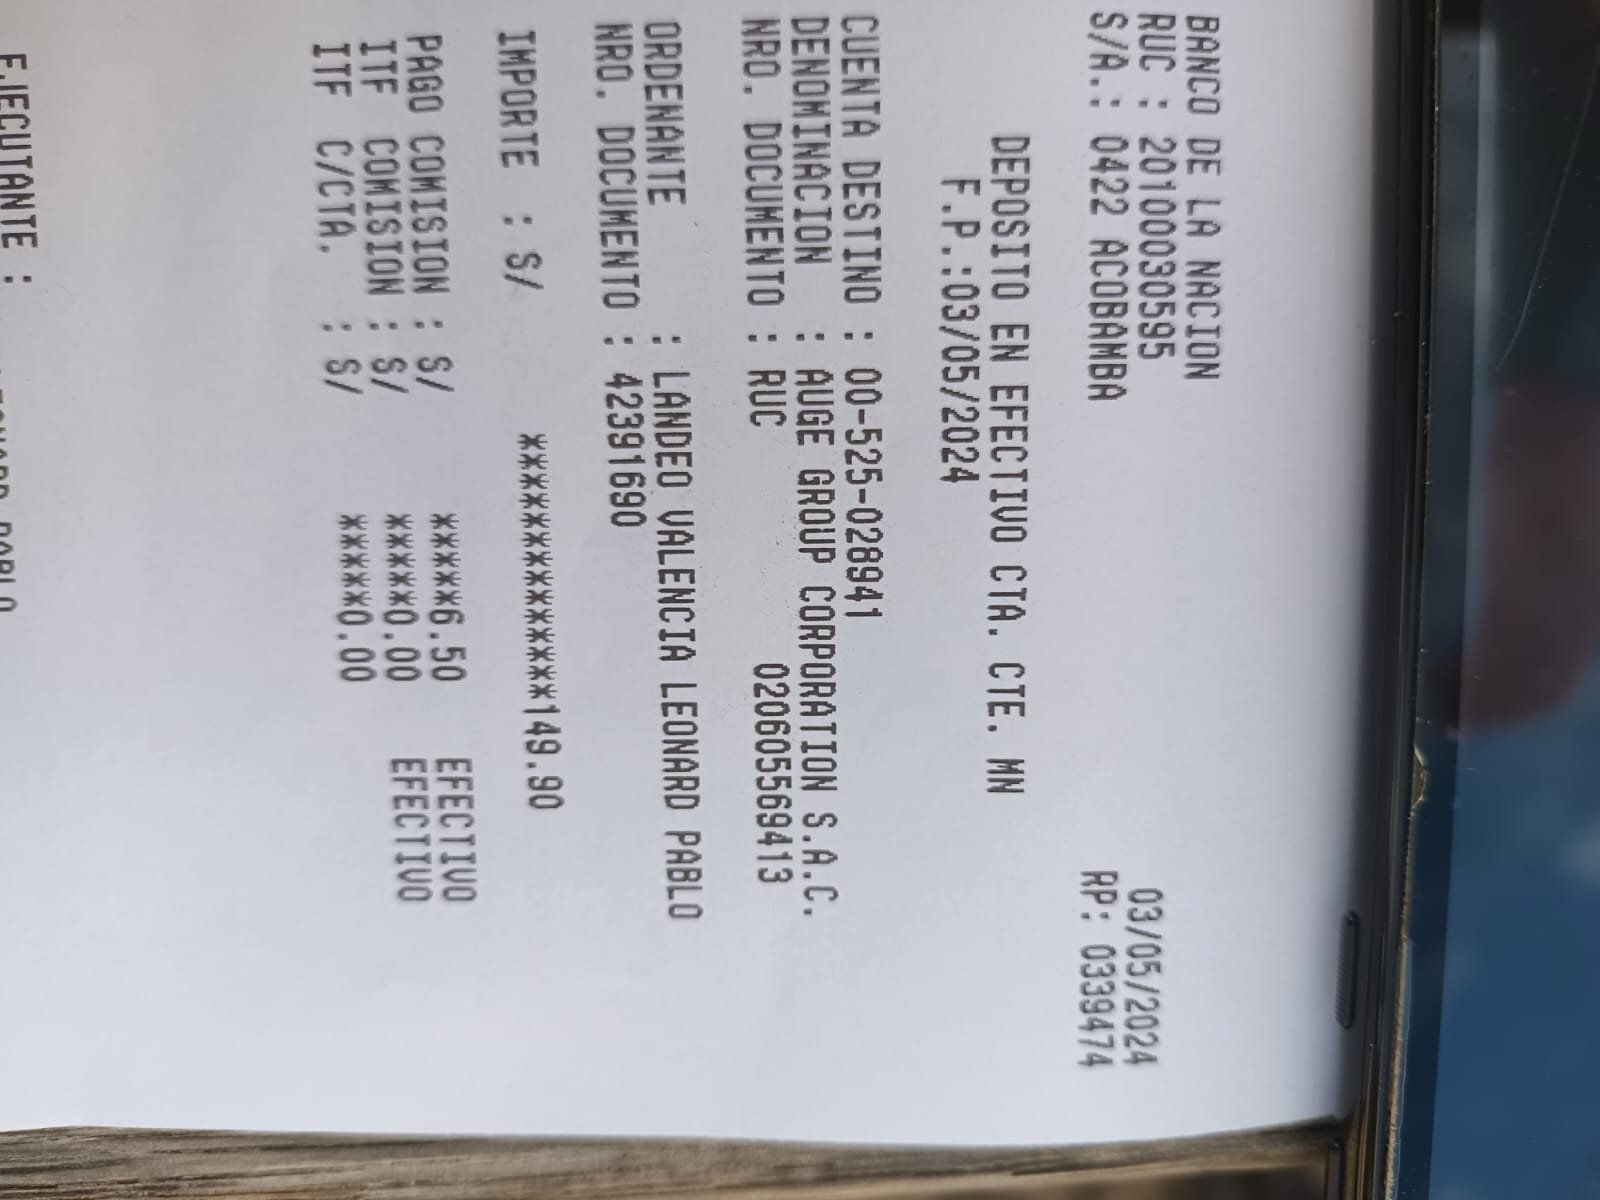 BANCO DE LA NACION
RUC : 20100030595 03/05/2024
S/A.: 0422 ACOBAMBA RP: 0339474
DEPOSITO EN EFECTIVO CTA. CTE. MN
F.P.:03/05/2024
CUENTA DESTINO : 00-525-028941
DENOMINACION : AUGE GROUP CORPORATION S.A.C.
NRO. DOCUMENTO : RUC 020605569413
ORDENANTE : LANDEO VALENCIA LEONARD PABLO
NRO. DOCUMENTO : 42391690
IMPORTE : S/ ***************149.90
PAGO COMISION : S/ *****6.50 EFECTIVO
ITF COMISION : S/ *****0.00 EFECTIVO
ITF C/CTA. : S/ *****0.00
EJECUTANTE :